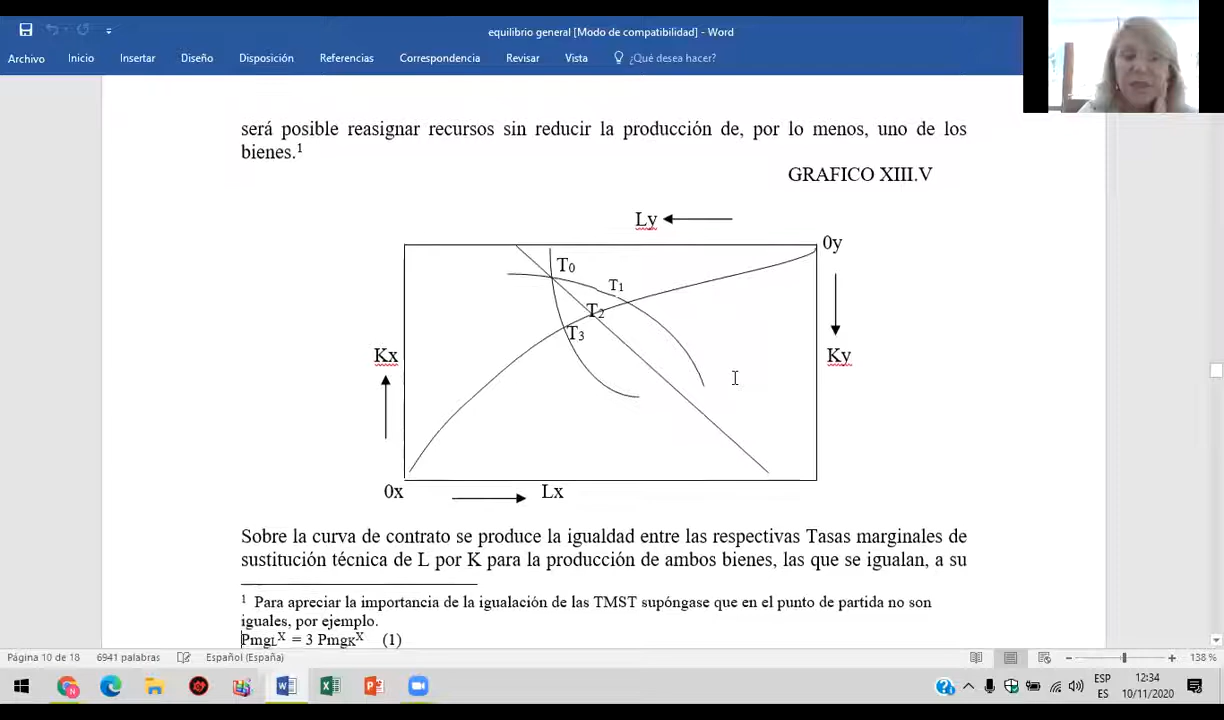 equilibrio general [Modo de compatibilidad] - Word
Archivo Inicio Insertar Diseño Disposición Referencias Correspondencia Revisar Vista ¿Qué desea hacer?
será posible reasignar recursos sin reducir la producción de, por lo menos, uno de los
bienes.¹
GRAFICO XIII.V
Ly
0y
T0
T1
T2
T3
Kx
Ky
0x
Lx
Sobre la curva de contrato se produce la igualdad entre las respectivas Tasas marginales de
sustitución técnica de L por K para la producción de ambos bienes, las que se igualan, a su
¹ Para apreciar la importancia de la igualación de las TMST supóngase que en el punto de partida no son
iguales, por ejemplo.
PmgLX = 3 PmgKX (1)
Página 10 de 18 6941 palabras Español (España) 138 %
ESP
ES
12:34
10/11/2020